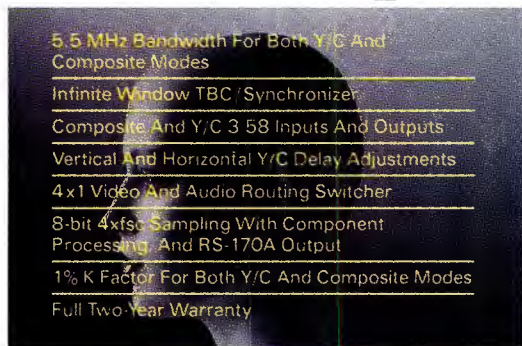 5.5 MHz Bandwidth For Both Y/C And
Composite Modes
Infinite Window TBC/Synchronizer
Composite And Y/C 3.58 Inputs And Outputs
Vertical And Horizontal Y/C Delay Adjustments
4x1 Video And Audio Routing Switcher
8-bit 4xfsc Sampling With Component
Processing, And RS-170A Output
1% K Factor For Both Y/C And Composite Modes
Full Two-Year Warranty